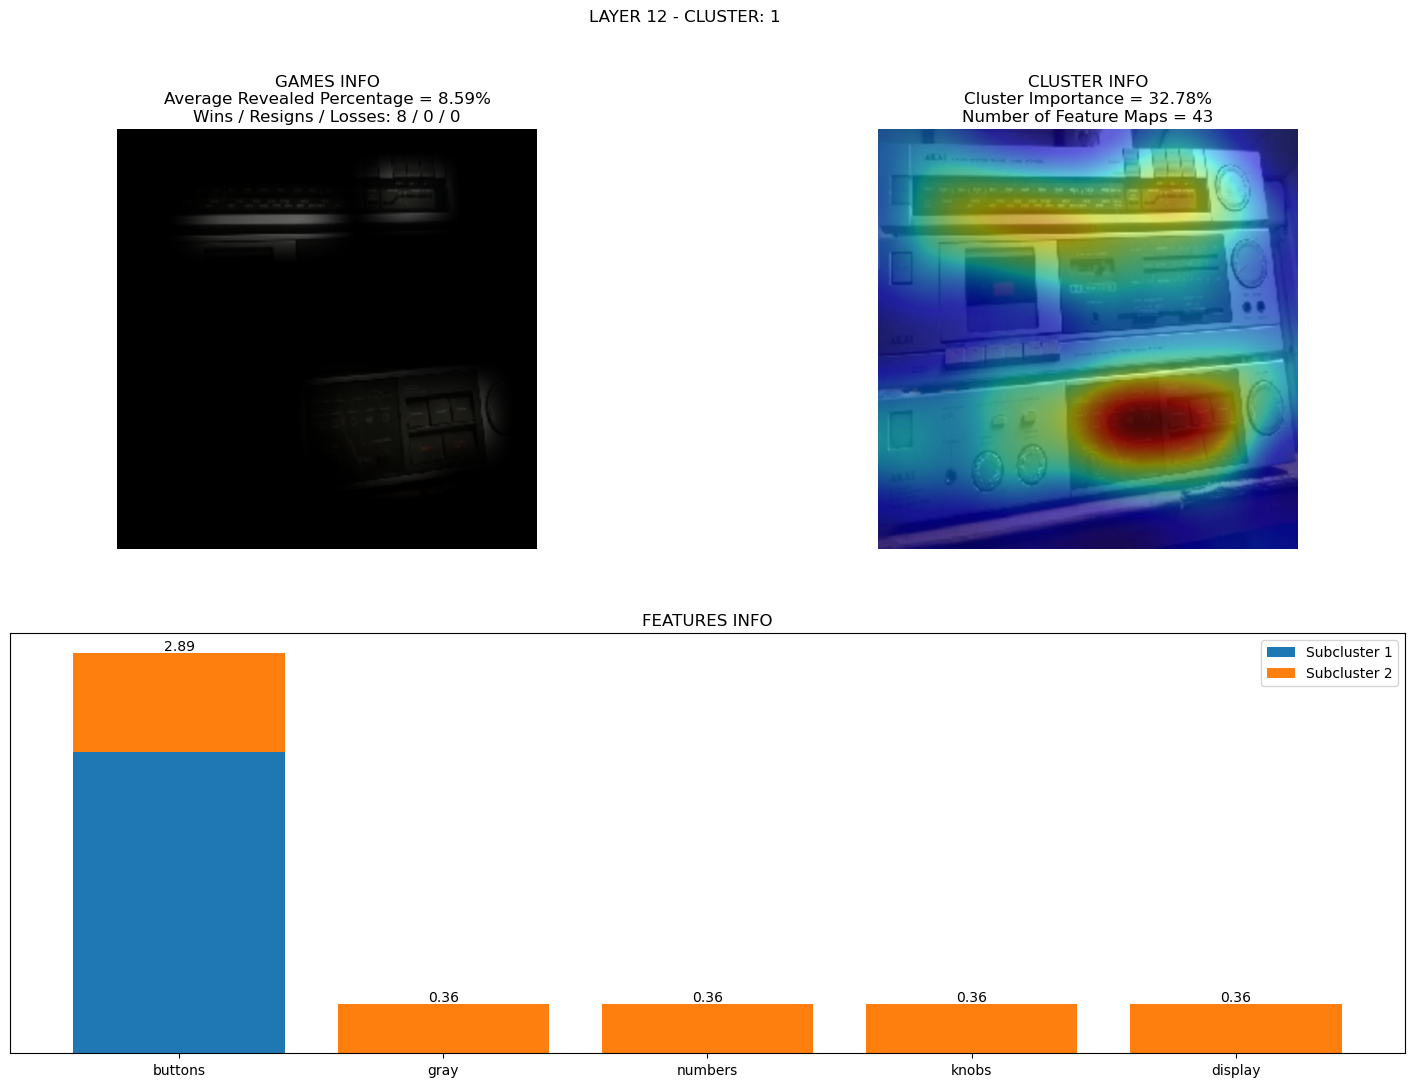 LAYER 12 - CLUSTER: 1
GAMES INFO
Average Revealed Percentage = 8.59%
Wins / Resigns / Losses: 8 / 0 / 0
CLUSTER INFO
Cluster Importance = 32.78%
Number of Feature Maps = 43
AKAI
AKAI
AKAI
FEATURES INFO
2.89
0.36
0.36
0.36
0.36
Subcluster 1
Subcluster 2
buttons
gray
numbers
knobs
display